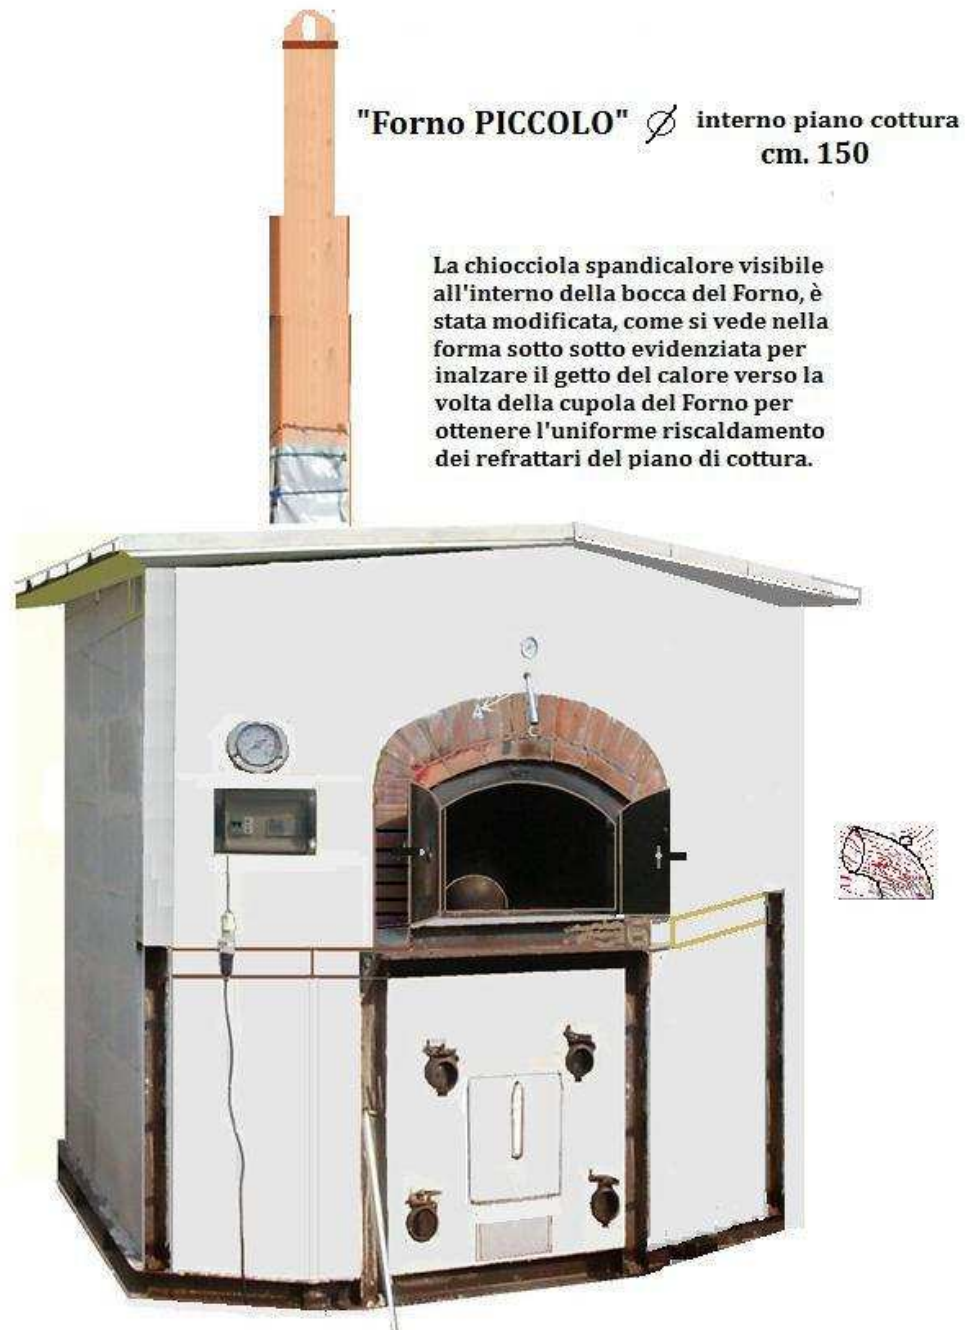 "Forno PICCOLO" Ø interno piano cottura
cm. 150
La chiocciola spandicalore visibile
all'interno della bocca del Forno, è
stata modificata, come si vede nella
forma sotto sotto evidenziata per
inalzare il getto del calore verso la
volta della cupola del Forno per
ottenere l'uniforme riscaldamento
dei refrattari del piano di cottura.